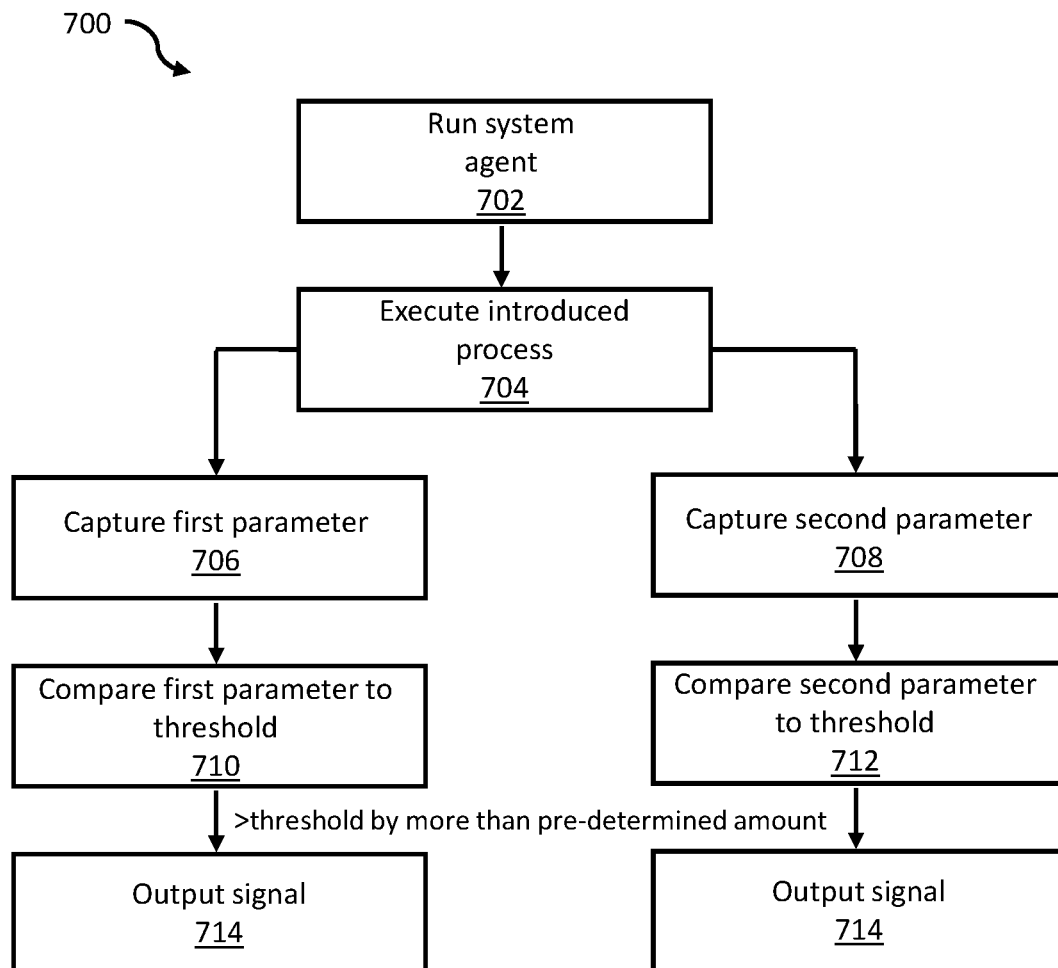 700
Run system
agent
702
Execute introduced
process
704
Capture first parameter
706
Capture second parameter
708
Compare first parameter to
threshold
710
Compare second parameter
to threshold
712
>threshold by more than pre-determined amount
Output signal
714
Output signal
714